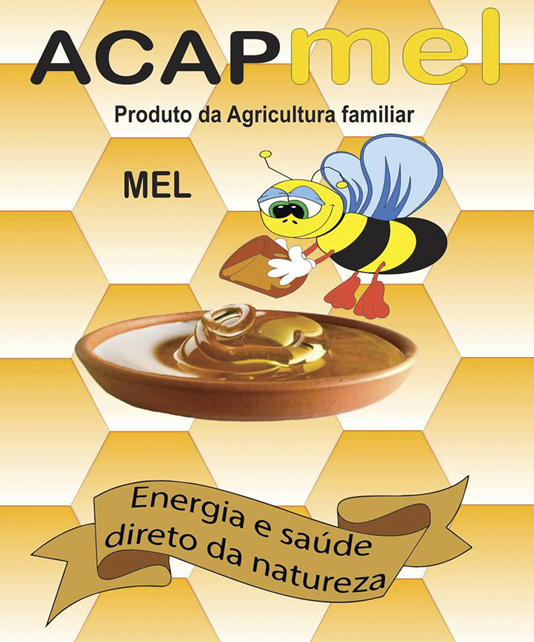 ACAPmel
Produto da Agricultura familiar
MEL
Energia e saúde
direto da natureza